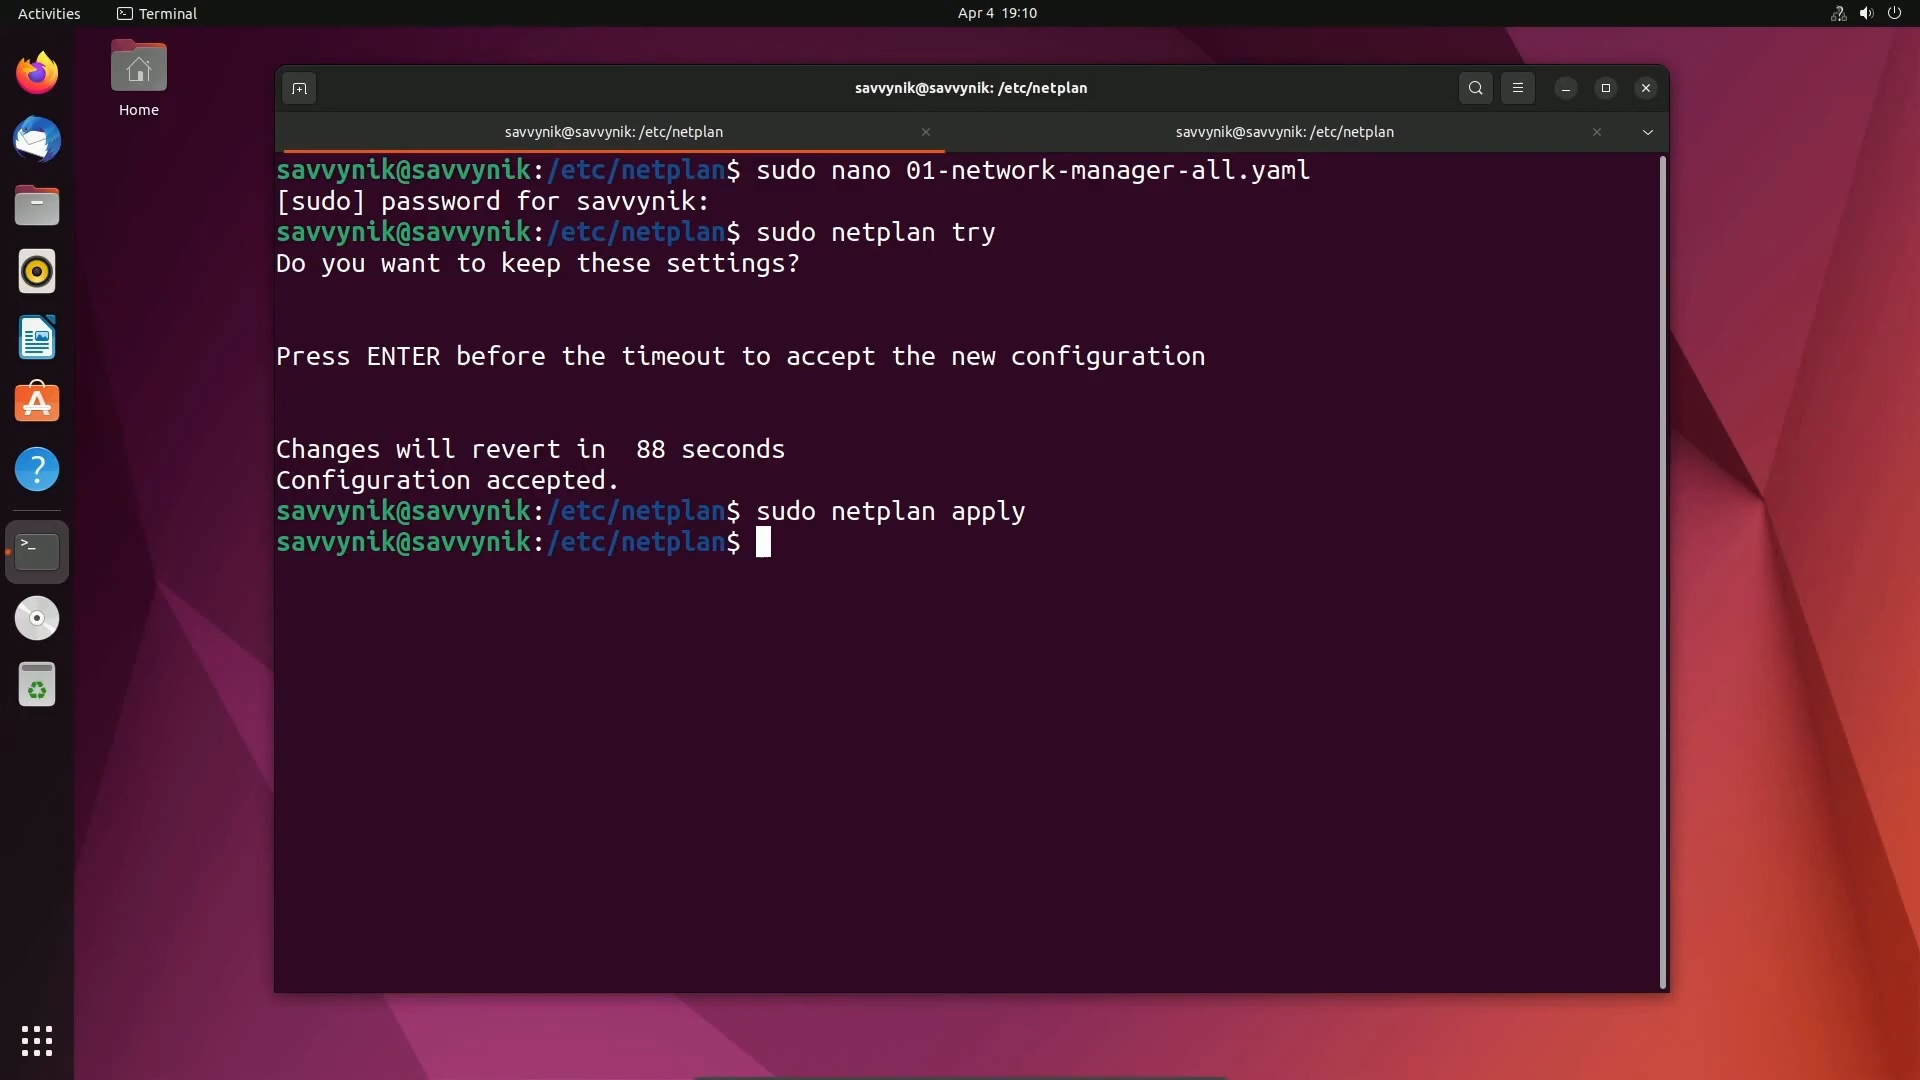 Activities
Terminal
Apr 4 19:10
Home
savvynik@savvynik: /etc/netplan
savvynik@savvynik: /etc/netplan
savvynik@savvynik: /etc/netplan
savvynik@savvynik:/etc/netplan$ sudo nano 01-network-manager-all.yaml
[sudo] password for savvynik:
savvynik@savvynik:/etc/netplan$ sudo netplan try
Do you want to keep these settings?
Press ENTER before the timeout to accept the new configuration
Changes will revert in  88 seconds
Configuration accepted.
savvynik@savvynik:/etc/netplan$ sudo netplan apply
savvynik@savvynik:/etc/netplan$